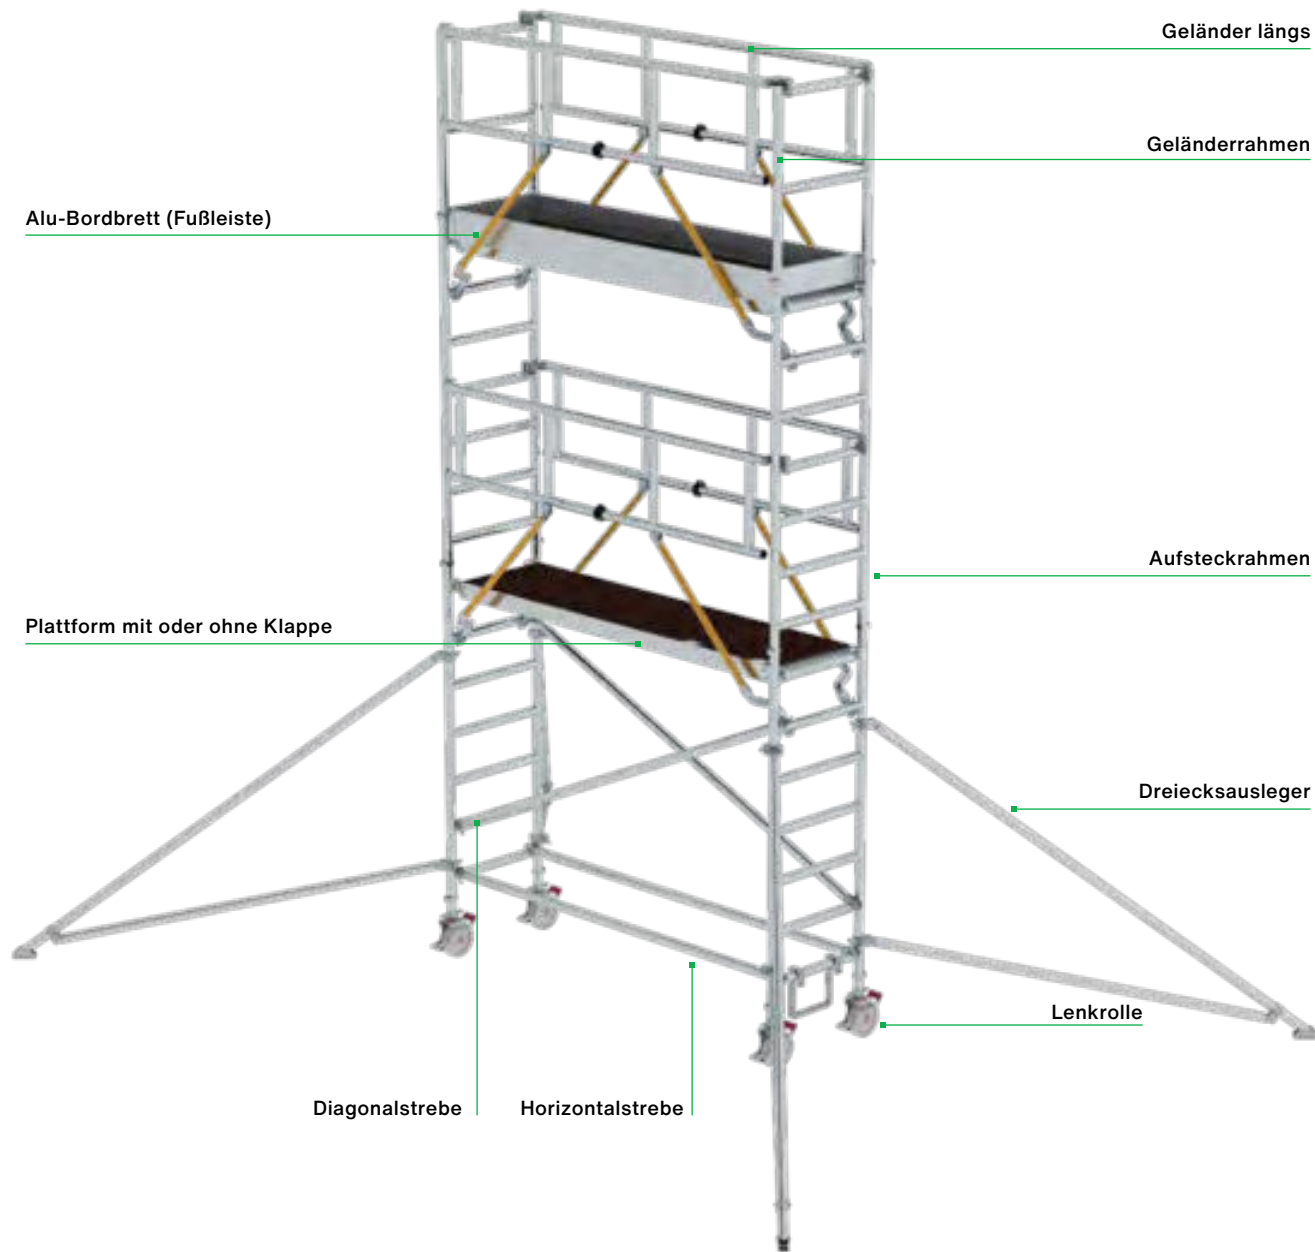 Geländer längs
Geländerrahmen
Alu-Bordbrett (Fußleiste)
Aufsteckrahmen
Plattform mit oder ohne Klappe
Dreiecksausleger
Lenkrolle
Diagonalstrebe
Horizontalstrebe